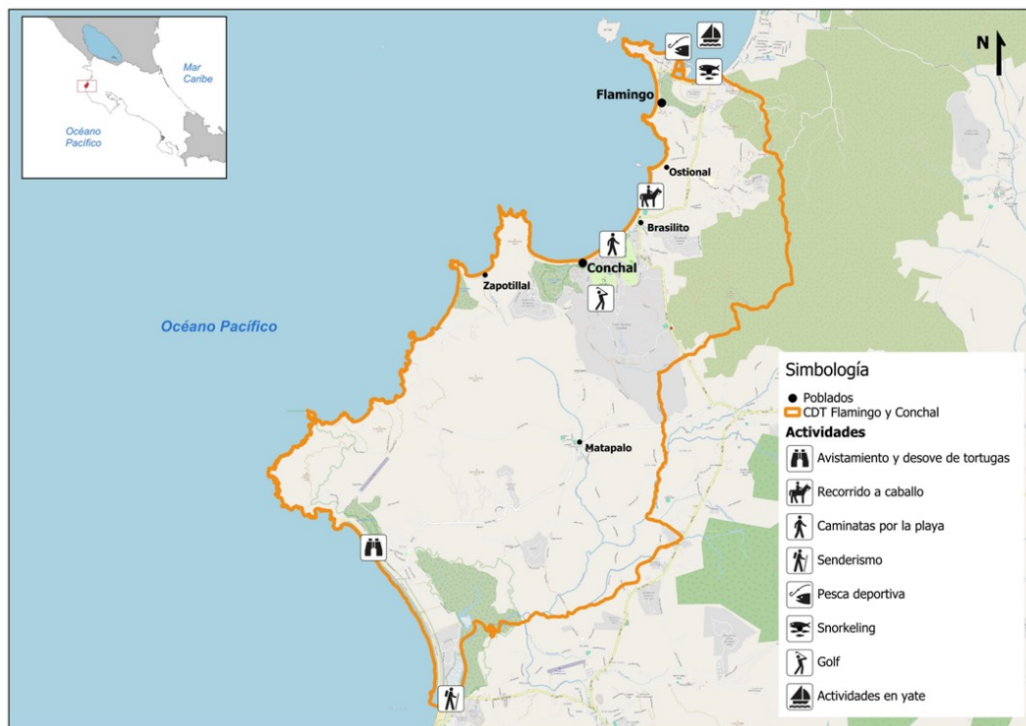 Mar
Caribe
Océano
Pacífico
N
Flamingo
Ostional
Brasilito
Conchal
Zapotillal
Océano Pacífico
Matapalo
Simbología
Poblados
CDT Flamingo y Conchal
Actividades
Avistamiento y desove de tortugas
Recorrido a caballo
Caminatas por la playa
Senderismo
Pesca deportiva
Snorkeling
Golf
Actividades en yate